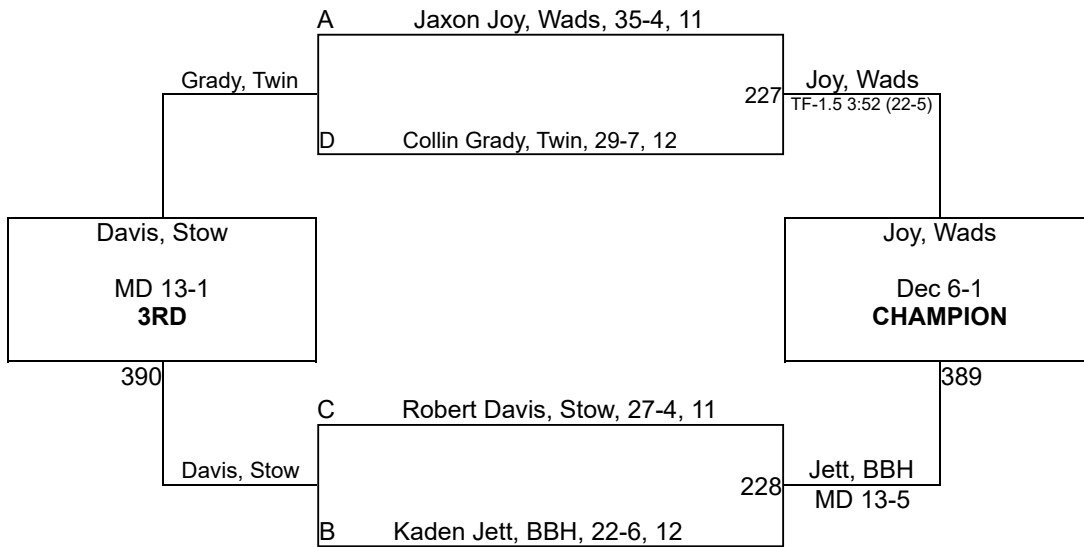 A
Jaxon Joy, Wads, 35-4, 11
Grady, Twin
227
Joy, Wads
TF-1.5 3:52 (22-5)
D
Collin Grady, Twin, 29-7, 12
Davis, Stow
MD 13-1
3RD
Joy, Wads
Dec 6-1
CHAMPION
390
389
C
Robert Davis, Stow, 27-4, 11
Davis, Stow
228
Jett, BBH
MD 13-5
B
Kaden Jett, BBH, 22-6, 12